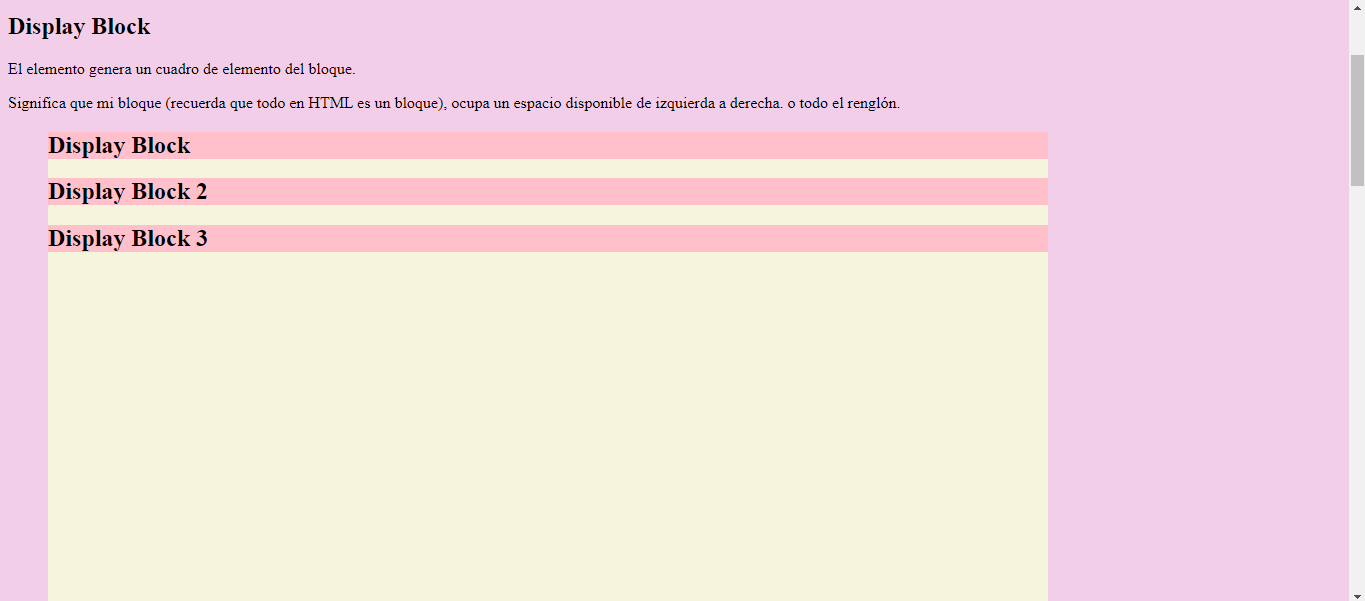 Display Block
El elemento genera un cuadro de elemento del bloque.
Significa que mi bloque (recuerda que todo en HTML es un bloque), ocupa un espacio disponible de izquierda a derecha. o todo el renglón.
Display Block
Display Block 2
Display Block 3